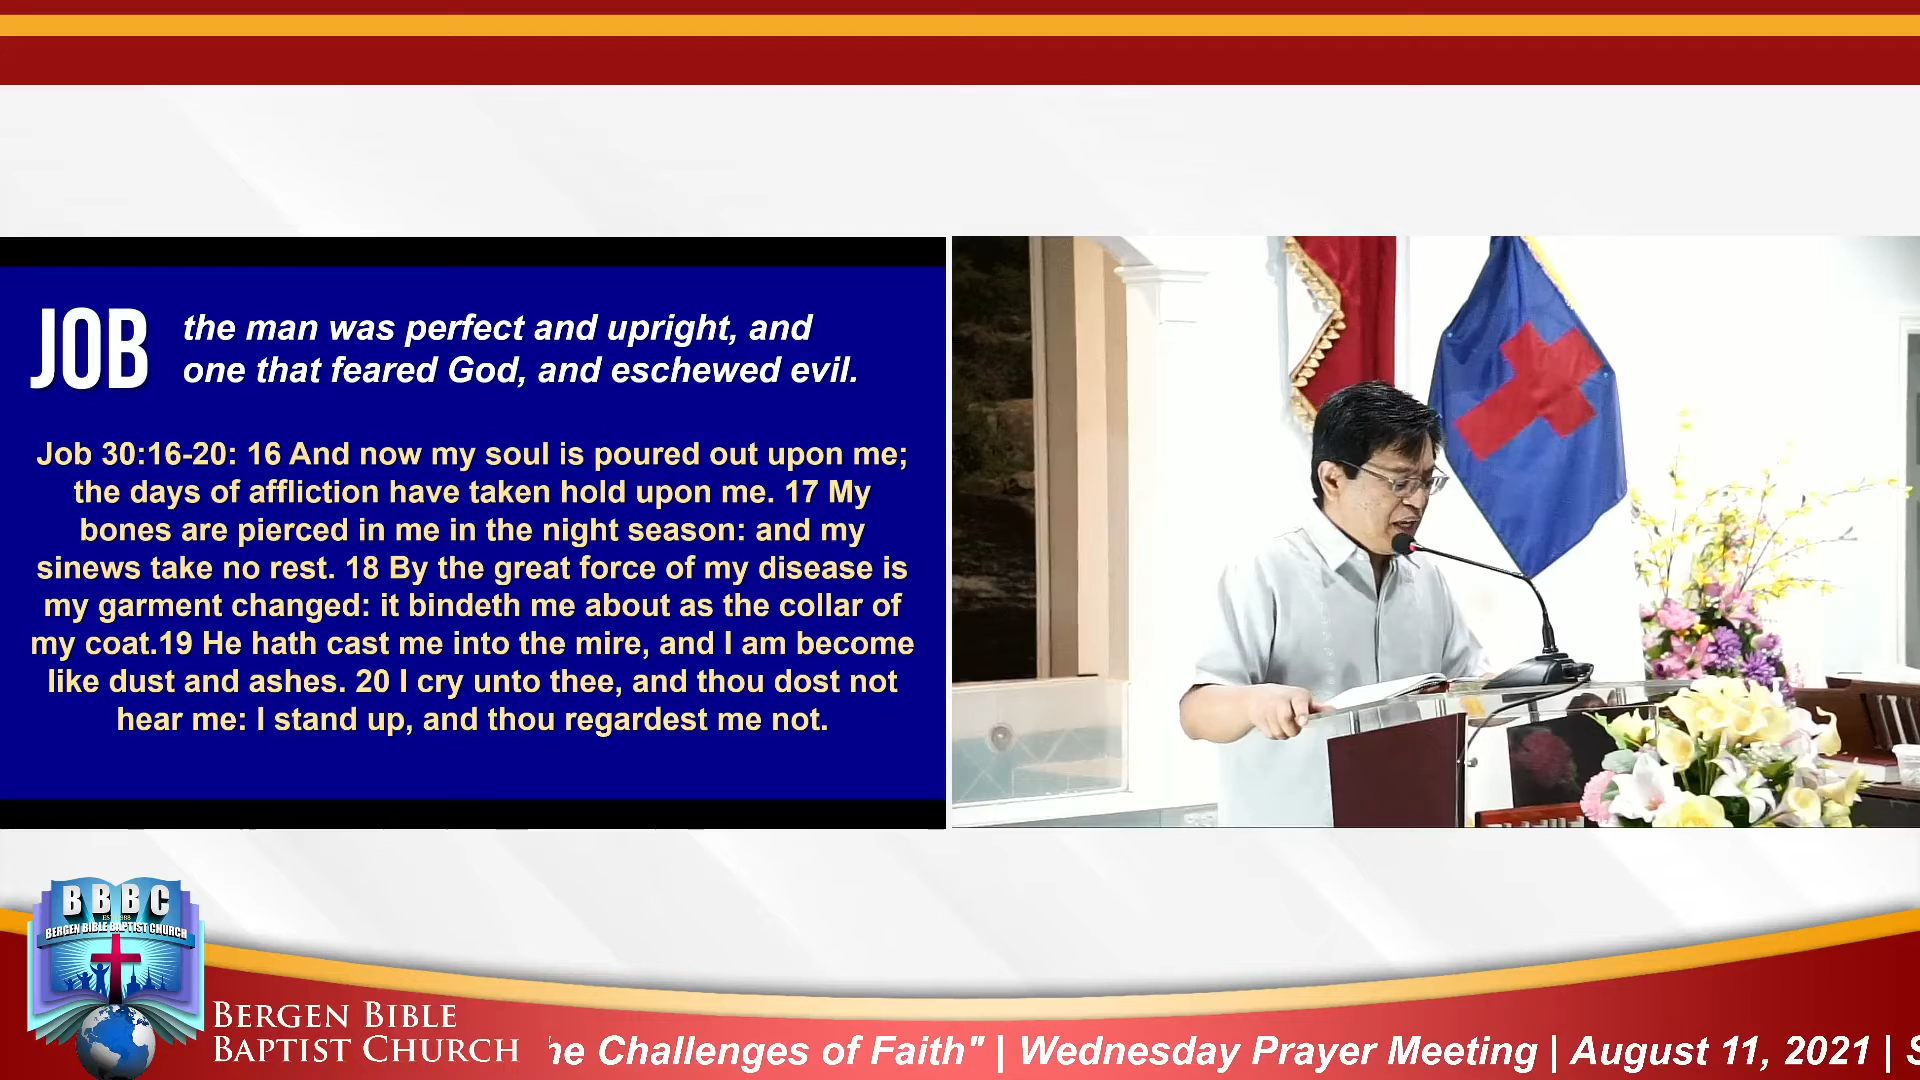 JOB
the man was perfect and upright, and
one that feared God, and eschewed evil.
Job 30:16-20: 16 And now my soul is poured out upon me;
the days of affliction have taken hold upon me. 17 My
bones are pierced in me in the night season: and my
sinews take no rest. 18 By the great force of my disease is
my garment changed: it bindeth me about as the collar of
my coat.19 He hath cast me into the mire, and I am become
like dust and ashes. 20 I cry unto thee, and thou dost not
hear me: I stand up, and thou regardest me not.
BBBC
BERGEN BIBLE BAPTIST CHURCH
BERGEN BIBLE
BAPTIST CHURCH
he Challenges of Faith" | Wednesday Prayer Meeting | August 11, 2021 | S